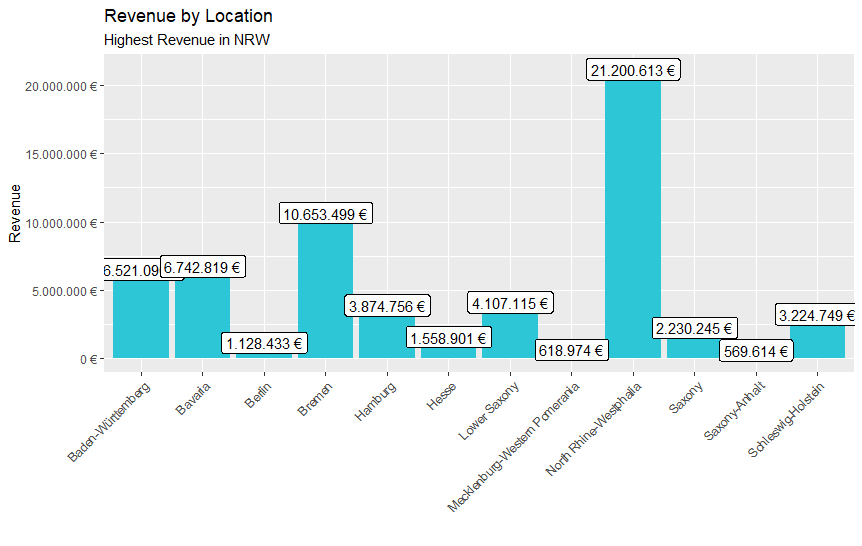 Revenue by Location
Highest Revenue in NRW
Revenue
20.000.000 €
15.000.000 €
10.000.000 €
5.000.000 €
0 €
6.521.09
6.742.819 €
1.128.433 €
10.653.499 €
3.874.756 €
1.558.901 €
4.107.115 €
618.974 €
21.200.613 €
2.230.245 €
569.614 €
3.224.749 €
Baden-Württemberg
Bavaria
Berlin
Bremen
Hamburg
Hesse
Lower Saxony
Mecklenburg-Western Pomerania
North Rhine-Westphalia
Saxony
Saxony-Anhalt
Schleswig-Holstein